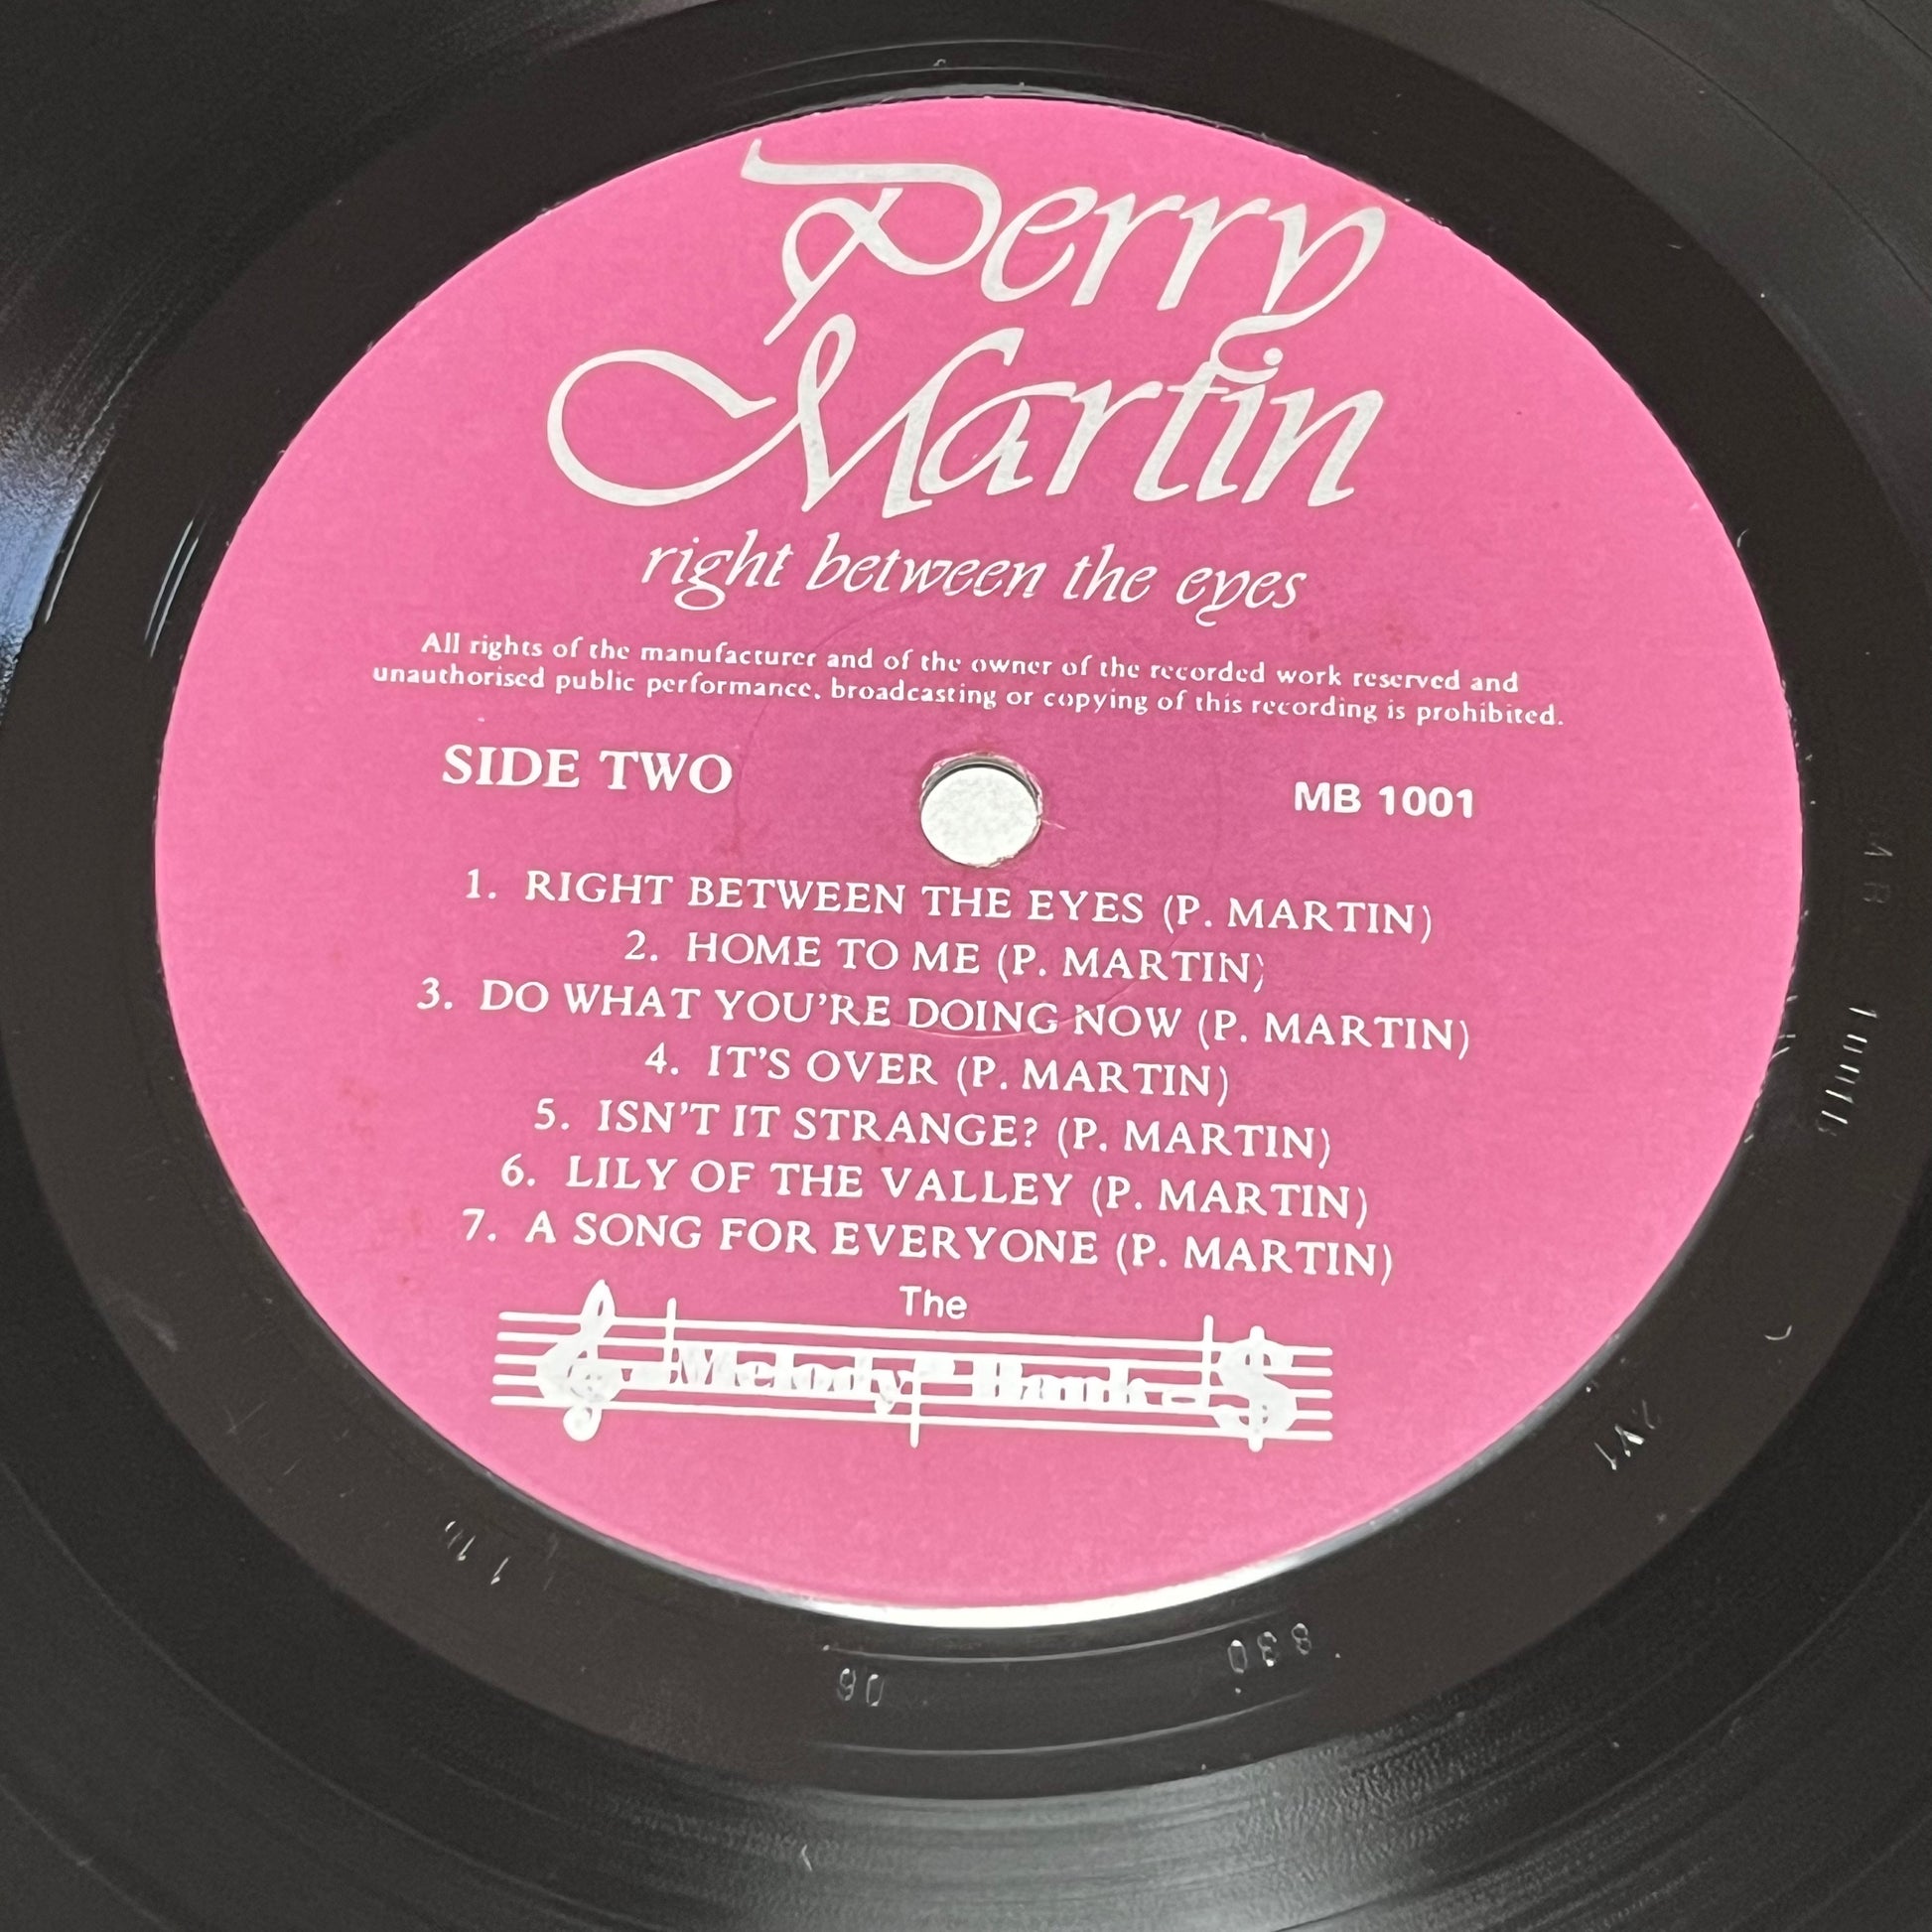 Perry
Martin
right between the eyes
All rights of the manufacturer and of the owner of the recorded work reserved and
unauthorised public performance, broadcasting or copying of this recording is prohibited.
SIDE TWO
MB 1001
1. RIGHT BETWEEN THE EYES (P. MARTIN)
2. HOME TO ME (P. MARTIN)
3. DO WHAT YOU'RE DOING NOW (P. MARTIN)
4. IT'S OVER (P. MARTIN)
5. ISN'T IT STRANGE? (P. MARTIN)
6. LILY OF THE VALLEY (P. MARTIN)
7. A SONG FOR EVERYONE (P. MARTIN)
The
Melody Bank